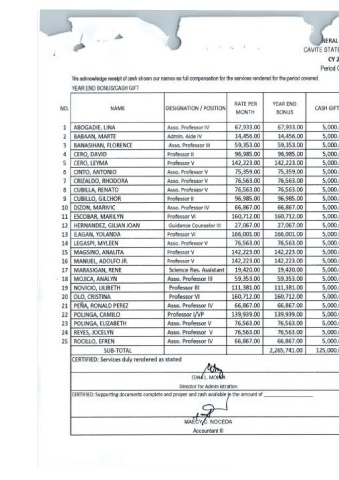 NERAL
CAVITE STATE
CY 2
Period C
We acknowledge receipt of cash shown our names as full compensation for the services rendered for the period covered.
YEAR END BONUS/CASH GIFT
NO. NAME DESIGNATION / POSITION RATE PER MONTH YEAR END BONUS CASH GIFT
1 ABOGADIE, LINA Asso. Professor IV 67,933.00 67,933.00 5,000.
2 BABAAN, MARTE Admin. Aide IV 14,456.00 14,456.00 5,000.
3 BANASIHAN, FLORENCE Asso. Professor III 59,353.00 59,353.00 5,000.
4 CERO, DAVID Professor II 96,985.00 96,985.00 5,000.
5 CERO, LEYMA Professor V 142,223.00 142,223.00 5,000.
6 CINTO, ANTONIO Asso. Professor V 75,359.00 75,359.00 5,000.
7 CRIZALDO, RHODORA Asso. Professor V 76,563.00 76,563.00 5,000.
8 CUBILLA, RENATO Asso. Professor V 76,563.00 76,563.00 5,000.
9 CUBILLO, GILCHOR Professor II 96,985.00 96,985.00 5,000.
10 DIZON, MARIVIC Asso. Professor IV 66,867.00 66,867.00 5,000.
11 ESCOBAR, MARILYN Professor VI 160,712.00 160,712.00 5,000.
12 HERNANDEZ, GILIAN JOAN Guidance Counselor III 27,067.00 27,067.00 5,000.
13 ILAGAN, YOLANDA Professor VI 166,001.00 166,001.00 5,000.
14 LEGASPI, MYLEEN Asso. Professor V 76,563.00 76,563.00 5,000.
15 MAGSINO, ANALITA Professor V 142,223.00 142,223.00 5,000.
16 MANUEL, ADOLFO JR. Professor V 142,223.00 142,223.00 5,000.
17 MARASIGAN, RENE Science Res. Assistant 19,420.00 19,420.00 5,000.
18 MOJICA, ANALYN Asso. Professor III 59,353.00 59,353.00 5,000.
19 NOVICIO, LILIBETH Professor III 111,381.00 111,381.00 5,000.
20 OLO, CRISTINA Professor VI 160,712.00 160,712.00 5,000.
21 PEÑA, RONALD PEREZ Asso. Professor IV 66,867.00 66,867.00 5,000.
22 POLINGA, CAMILO Professor I/VP 139,939.00 139,939.00 5,000.
23 POLINGA, ELIZABETH Asso. Professor V 76,563.00 76,563.00 5,000.
24 REYES, JOCELYN Asso. Professor V 76,563.00 76,563.00 5,000.
25 ROCILLO, EFREN Asso. Professor IV 66,867.00 66,867.00 5,000.
SUB-TOTAL 2,265,741.00 125,000.
CERTIFIED: Services duly rendered as stated
Director for Administration
CERTIFIED: Supporting documents complete and proper and cash available in the amount of
NOCEDA
Accountant III